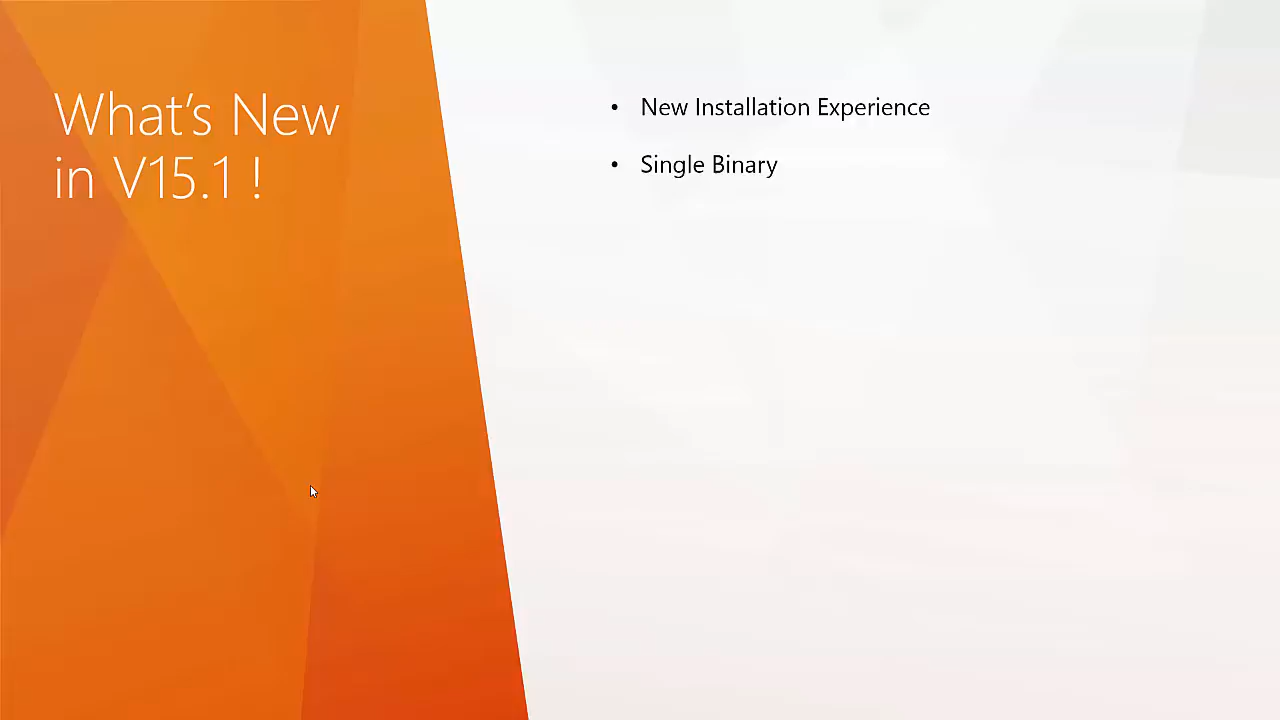 What's New
in V15.1 !
• New Installation Experience
• Single Binary